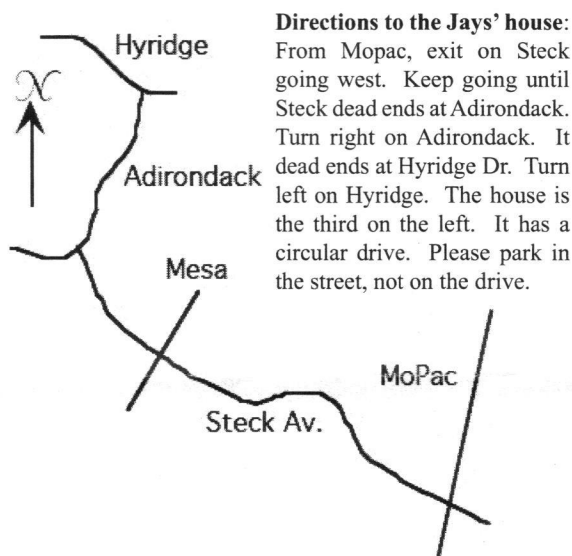 Hyridge
N
Adirondack
Mesa
MoPac
Steck Av.
Directions to the Jays’ house:
From Mopac, exit on Steck
going west. Keep going until
Steck dead ends at Adirondack.
Turn right on Adirondack. It
dead ends at Hyridge Dr. Turn
left on Hyridge. The house is
the third on the left. It has a
circular drive. Please park in
the street, not on the drive.